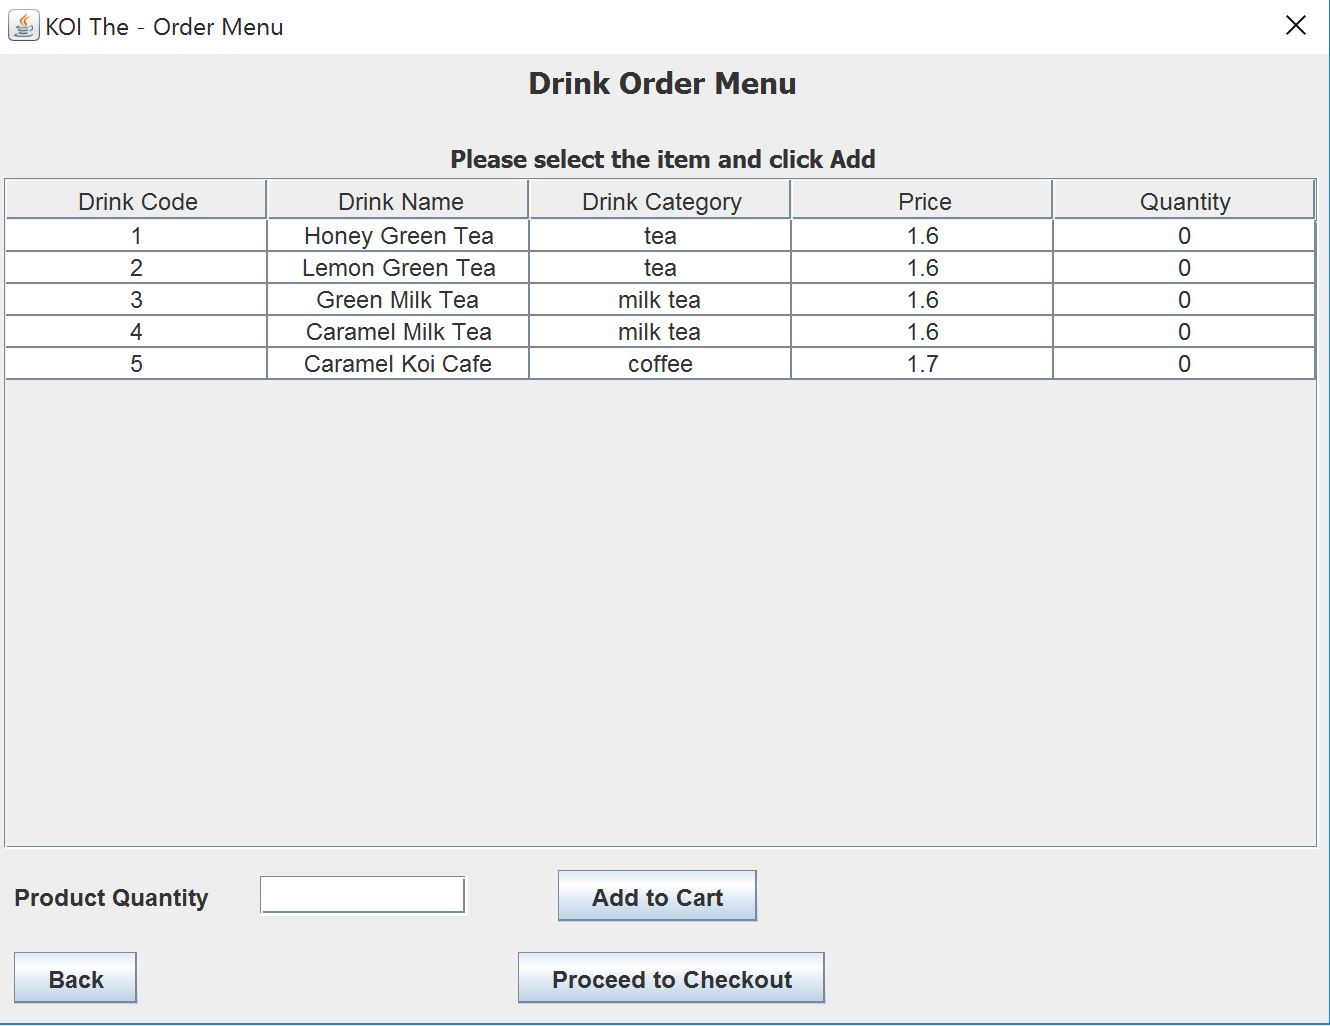 KOI The - Order Menu
Drink Order Menu
Please select the item and click Add
Drink Code Drink Name Drink Category Price Quantity
1 Honey Green Tea tea 1.6 0
2 Lemon Green Tea tea 1.6 0
3 Green Milk Tea milk tea 1.6 0
4 Caramel Milk Tea milk tea 1.6 0
5 Caramel Koi Cafe coffee 1.7 0
Product Quantity Add to Cart
Back Proceed to Checkout